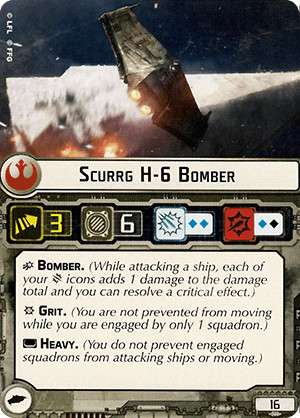 © LFL © FFG
Scurrg H-6 Bomber
3 6
Bomber. (While attacking a ship, each of
your icons adds 1 damage to the damage
total and you can resolve a critical effect.)
Grit. (You are not prevented from moving
while you are engaged by only 1 squadron.)
Heavy. (You do not prevent engaged
squadrons from attacking ships or moving.)
16